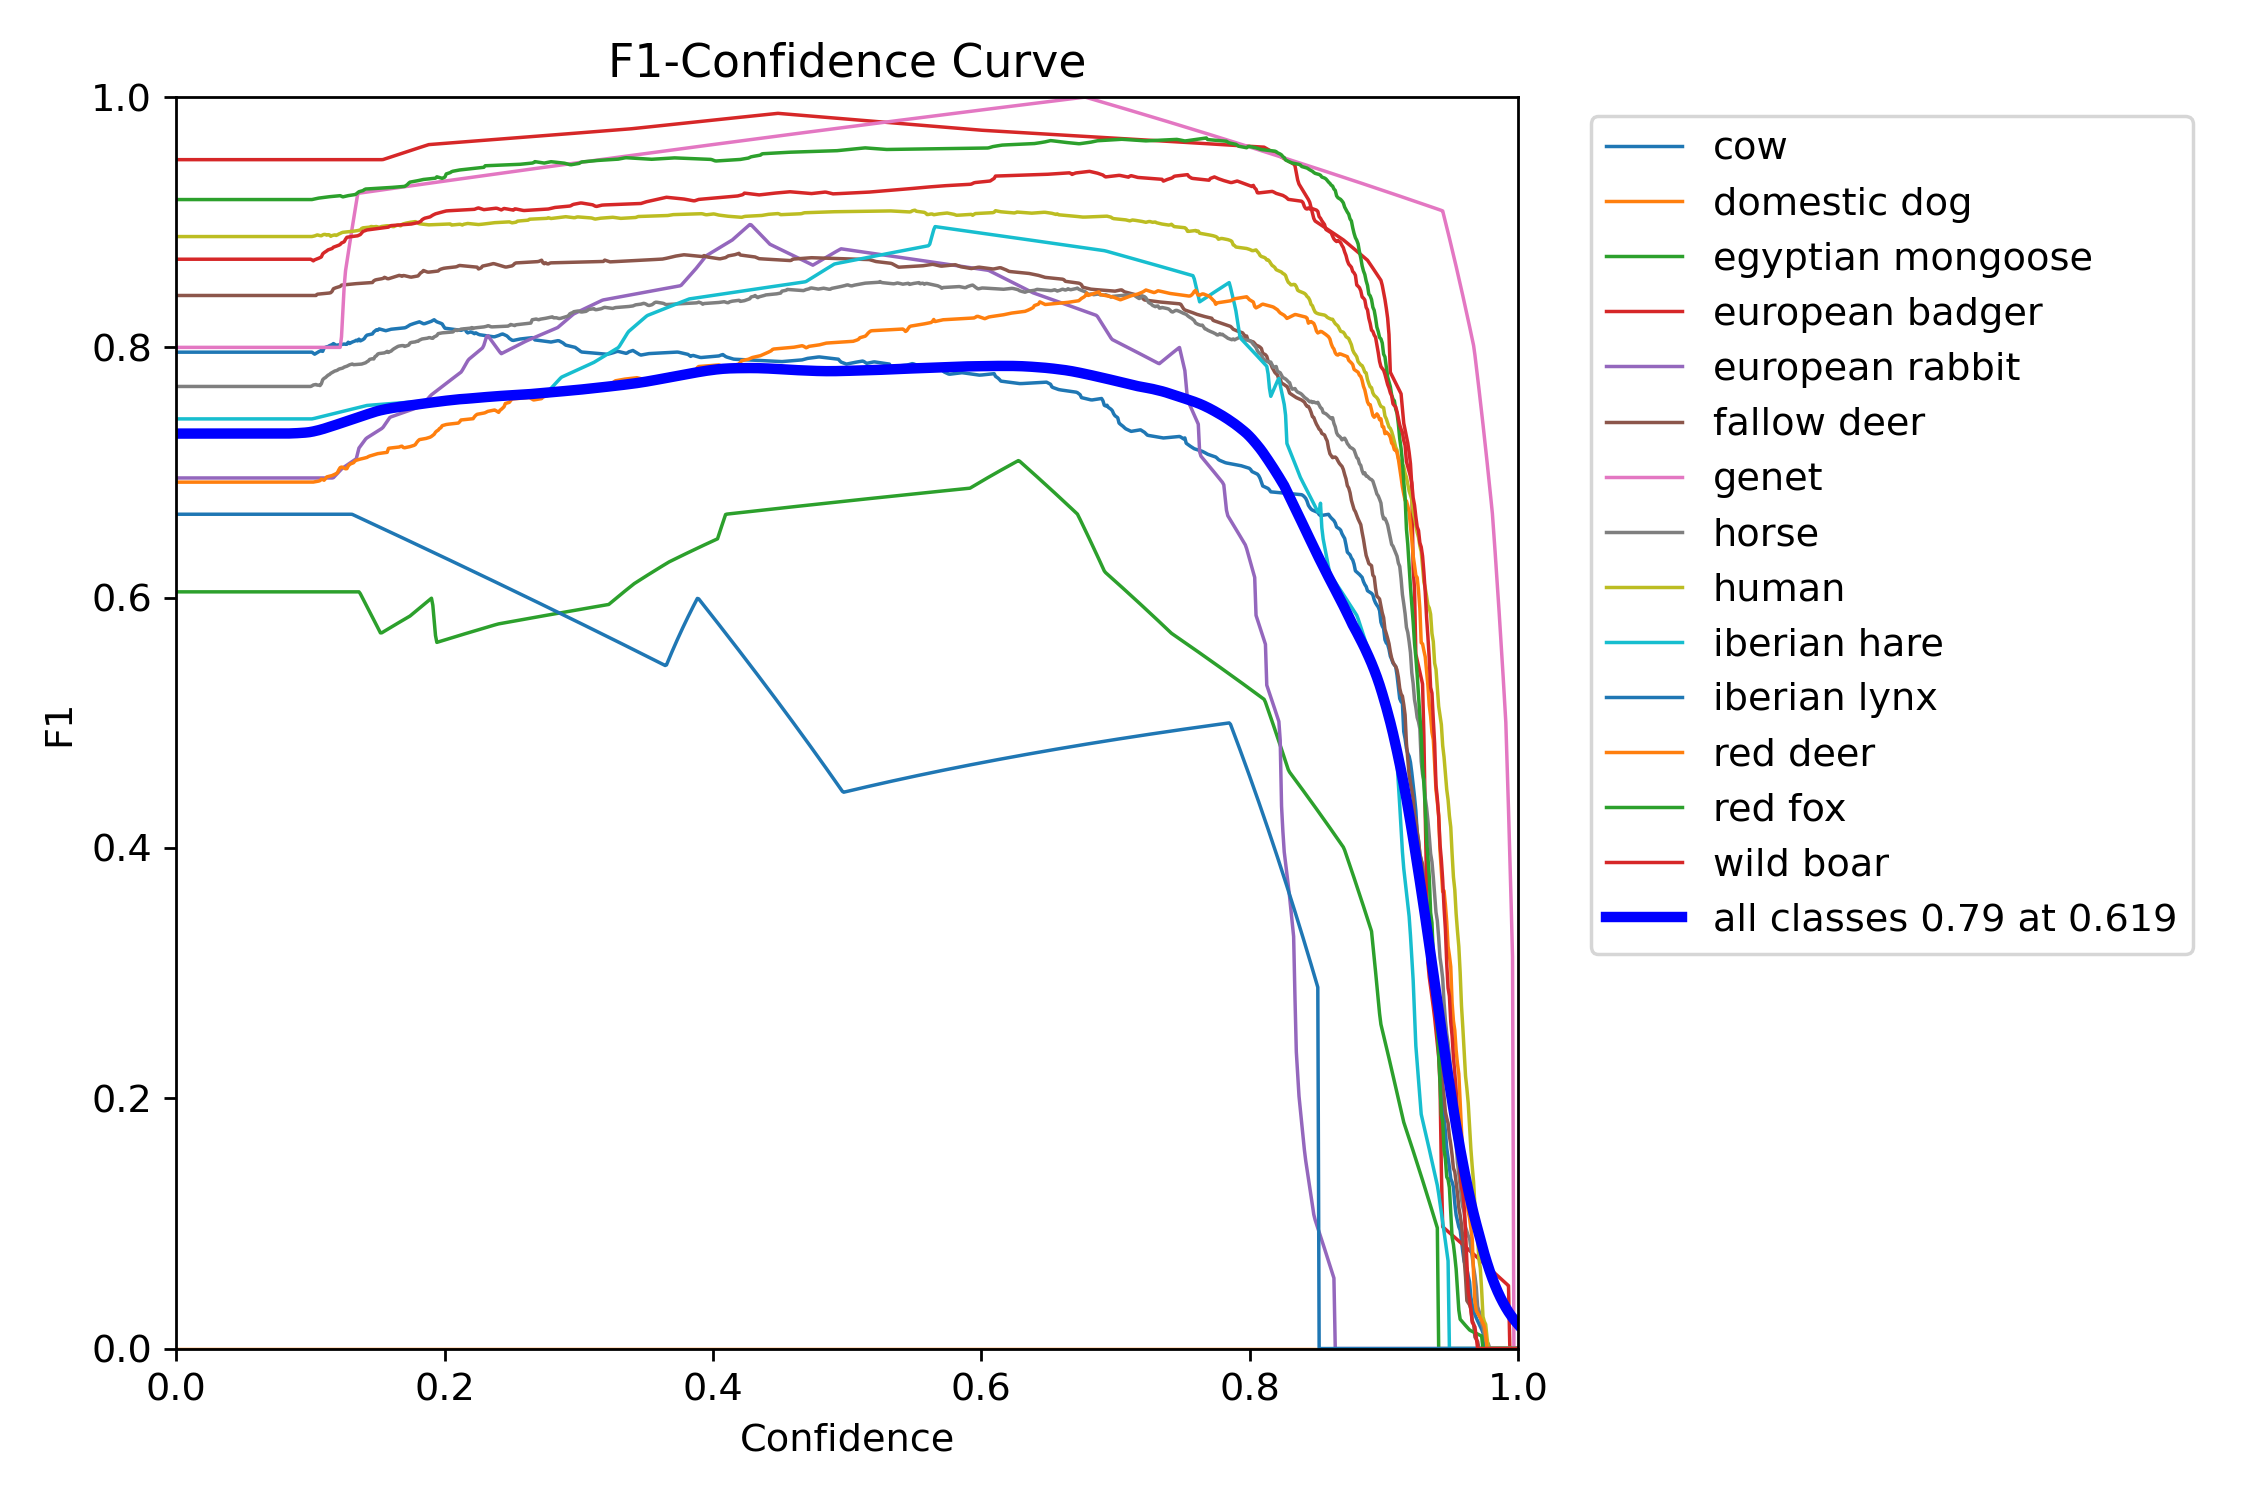 F1-Confidence Curve
1.0
0.8
0.6
0.4
0.2
0.0
F1
0.0 0.2 0.4 0.6 0.8 1.0
Confidence
cow
domestic dog
egyptian mongoose
european badger
european rabbit
fallow deer
genet
horse
human
iberian hare
iberian lynx
red deer
red fox
wild boar
all classes 0.79 at 0.619